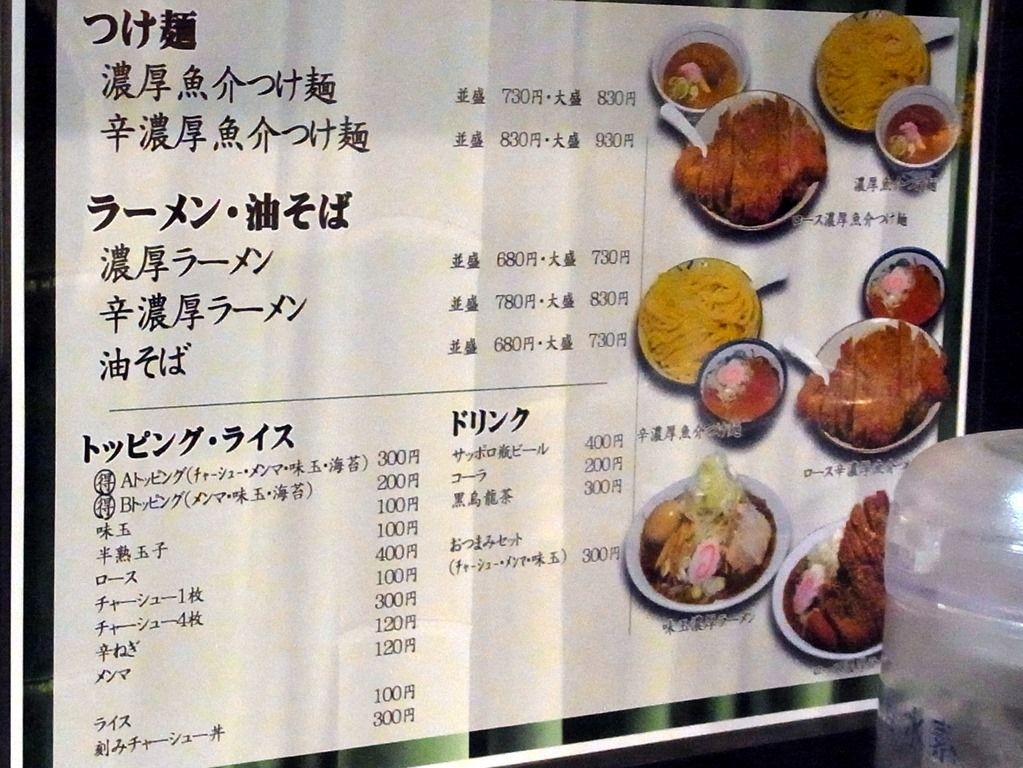 つけ麺
濃厚魚介つけ麺 並盛 730円・大盛 830円
辛濃厚魚介つけ麺 並盛 830円・大盛 930円
ラーメン・油そば
濃厚ラーメン 並盛 680円・大盛 730円
辛濃厚ラーメン 並盛 780円・大盛 830円
油そば 並盛 680円・大盛 730円
トッピング・ライス
得 Aトッピング(チャーシュー・メンマ・味玉・海苔) 300円
得 Bトッピング(メンマ・味玉・海苔) 200円
味玉 100円
半熟玉子 100円
ロース 400円
チャーシュー1枚 100円
チャーシュー4枚 300円
辛ねぎ 120円
メンマ 120円
ライス 100円
刻みチャーシュー丼 300円
ドリンク
サッポロ瓶ビール 400円
コーラ 200円
黒烏龍茶 300円
おつまみセット
(チャーシュー・メンマ・味玉) 300円
濃厚魚介つけ麺
ロース濃厚魚介つけ麺
辛濃厚魚介つけ麺
ロース辛濃厚魚介つ
味玉濃厚ラーメン
水素